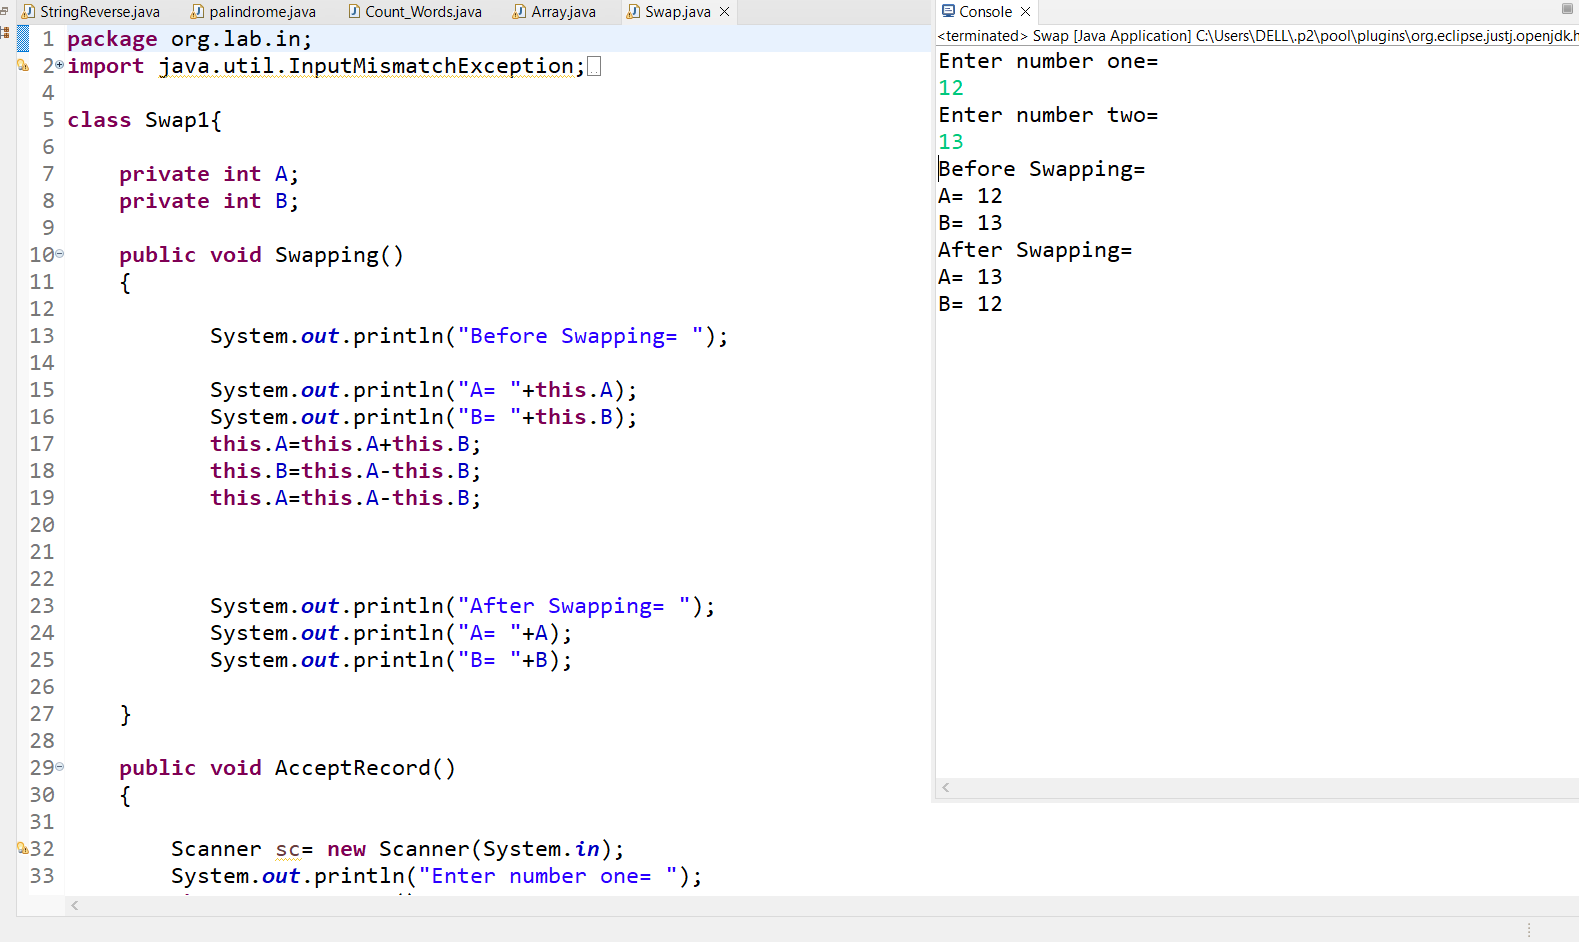 StringReverse.java palindrome.java Count_Words.java Array.java Swap.java
1 package org.lab.in;
2 import java.util.InputMismatchException;
4
5 class Swap1{
6
7 private int A;
8 private int B;
9
10 public void Swapping()
11 {
12
13 System.out.println("Before Swapping= ");
14
15 System.out.println("A= "+this.A);
16 System.out.println("B= "+this.B);
17 this.A=this.A+this.B;
18 this.B=this.A-this.B;
19 this.A=this.A-this.B;
20
21
22
23 System.out.println("After Swapping= ");
24 System.out.println("A= "+A);
25 System.out.println("B= "+B);
26
27 }
28
29 public void AcceptRecord()
30 {
31
32 Scanner sc= new Scanner(System.in);
33 System.out.println("Enter number one= ");
Console
<terminated> Swap [Java Application] C:\Users\DELL\.p2\pool\plugins\org.eclipse.justj.openjdk.h
Enter number one=
12
Enter number two=
13
Before Swapping=
A= 12
B= 13
After Swapping=
A= 13
B= 12